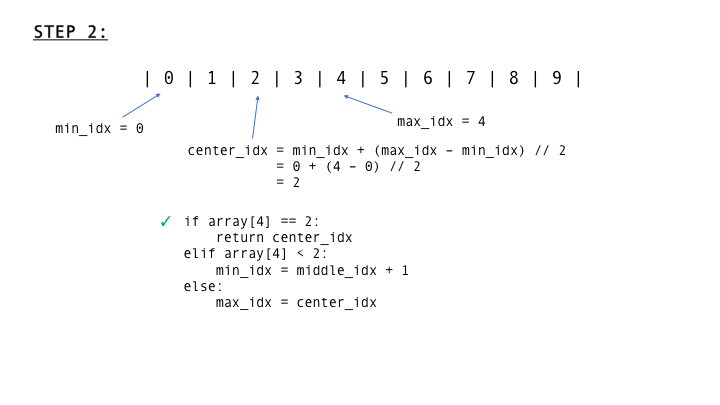 STEP 2:
| 0 | 1 | 2 | 3 | 4 | 5 | 6 | 7 | 8 | 9 |
min_idx = 0
max_idx = 4
center_idx = min_idx + (max_idx – min_idx) // 2
= 0 + (4 – 0) // 2
= 2
✓ if array[4] == 2:
return center_idx
elif array[4] < 2:
min_idx = middle_idx + 1
else:
max_idx = center_idx